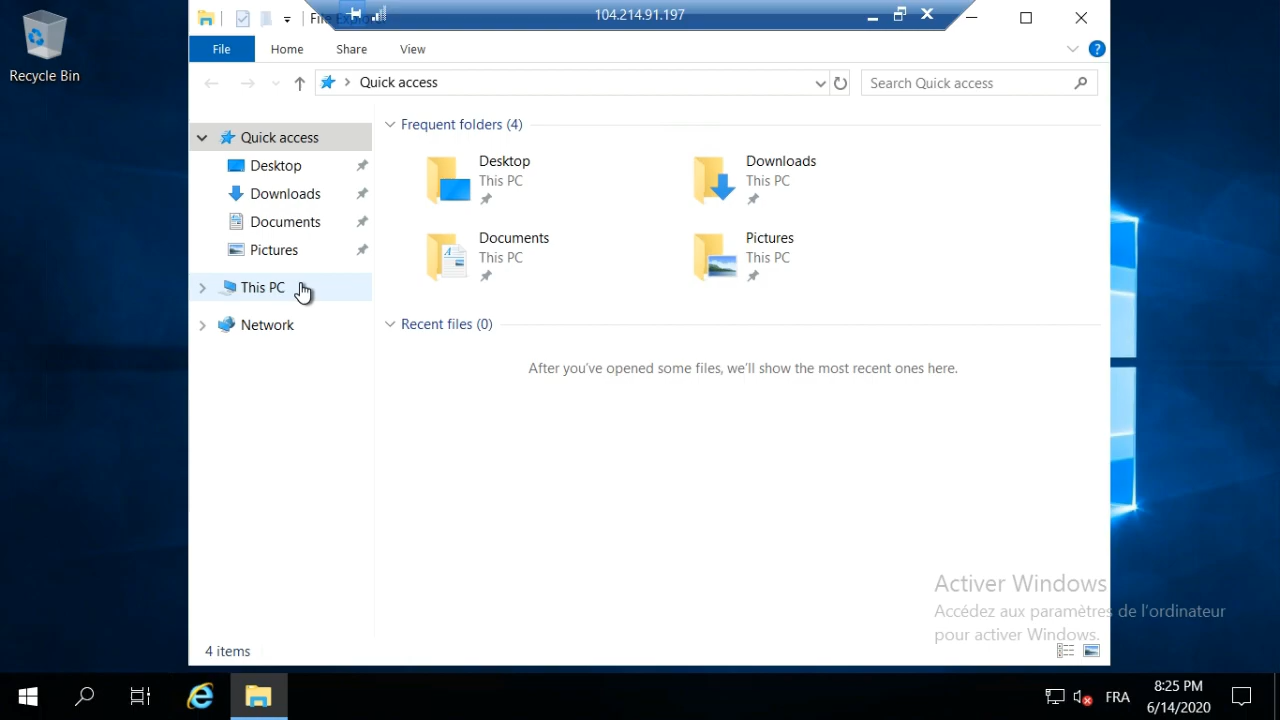 Recycle Bin
File Explorer
104.214.91.197
File
Home
Share
View
Quick access
Search Quick access
Quick access
Desktop
Downloads
Documents
Pictures
This PC
Network
Frequent folders (4)
Desktop
This PC
Downloads
This PC
Documents
This PC
Pictures
This PC
Recent files (0)
After you've opened some files, we'll show the most recent ones here.
Activer Windows
Accédez aux paramètres de l'ordinateur
pour activer Windows.
4 items
FRA
8:25 PM
6/14/2020